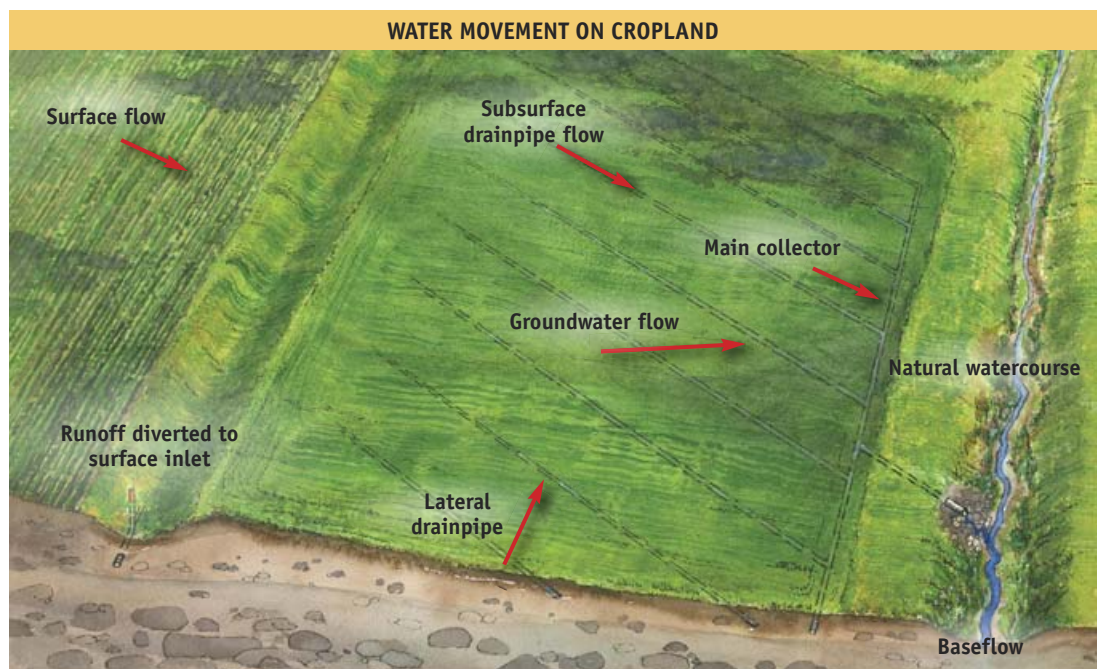 WATER MOVEMENT ON CROPLAND
Surface flow
Subsurface
drainpipe flow
Main collector
Groundwater flow
Natural watercourse
Runoff diverted to
surface inlet
Lateral
drainpipe
Baseflow